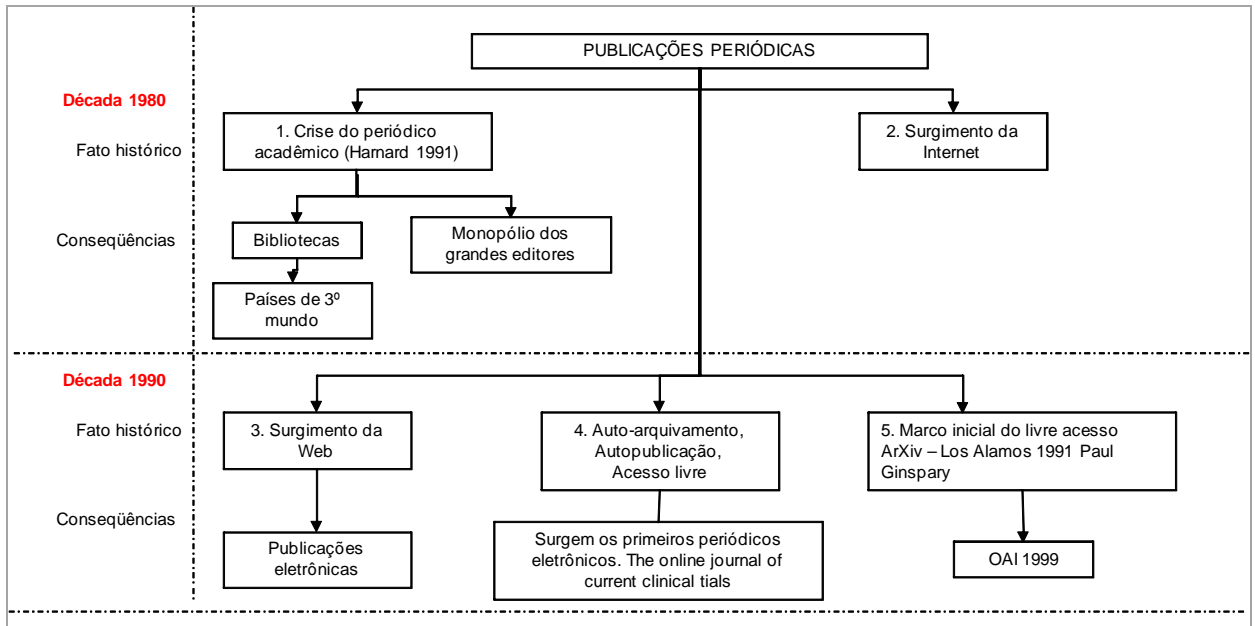 PUBLICAÇÕES PERIÓDICAS
Década 1980
Fato histórico
1. Crise do periódico
acadêmico (Harnard 1991)
2. Surgimento da
Internet
Conseqüências
Bibliotecas
Monopólio dos
grandes editores
Países de 3º
mundo
Década 1990
Fato histórico
3. Surgimento da
Web
4. Auto-arquivamento,
Autopublicação,
Acesso livre
5. Marco inicial do livre acesso
ArXiv – Los Alamos 1991 Paul
Ginspary
Conseqüências
Publicações
eletrônicas
Surgem os primeiros periódicos
eletrônicos. The online journal of
current clinical tials
OAI 1999